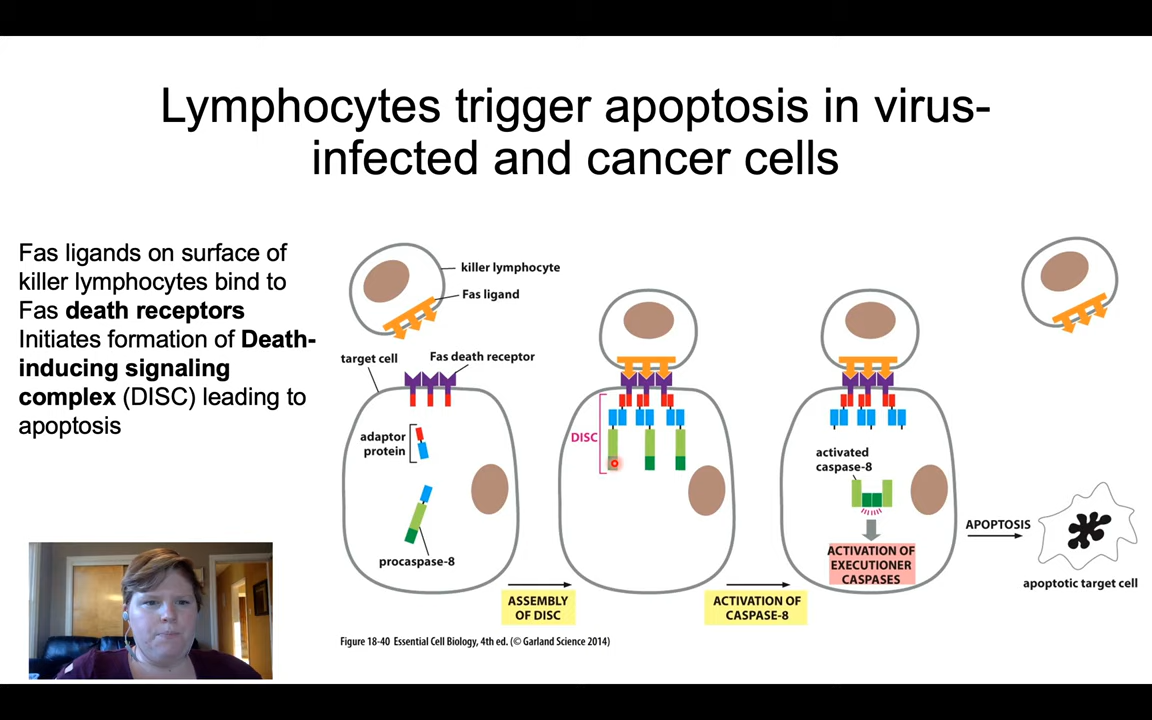 Lymphocytes trigger apoptosis in virus-
infected and cancer cells
Fas ligands on surface of
killer lymphocytes bind to
Fas death receptors
Initiates formation of Death-
inducing signaling
complex (DISC) leading to
apoptosis
killer lymphocyte
Fas ligand
target cell
Fas death receptor
adaptor
protein
procaspase-8
ASSEMBLY
OF DISC
DISC
ACTIVATION OF
CASPASE-8
activated
caspase-8
ACTIVATION OF
EXECUTIONER
CASPASES
APOPTOSIS
apoptotic target cell
Figure 18-40 Essential Cell Biology, 4th ed. (© Garland Science 2014)